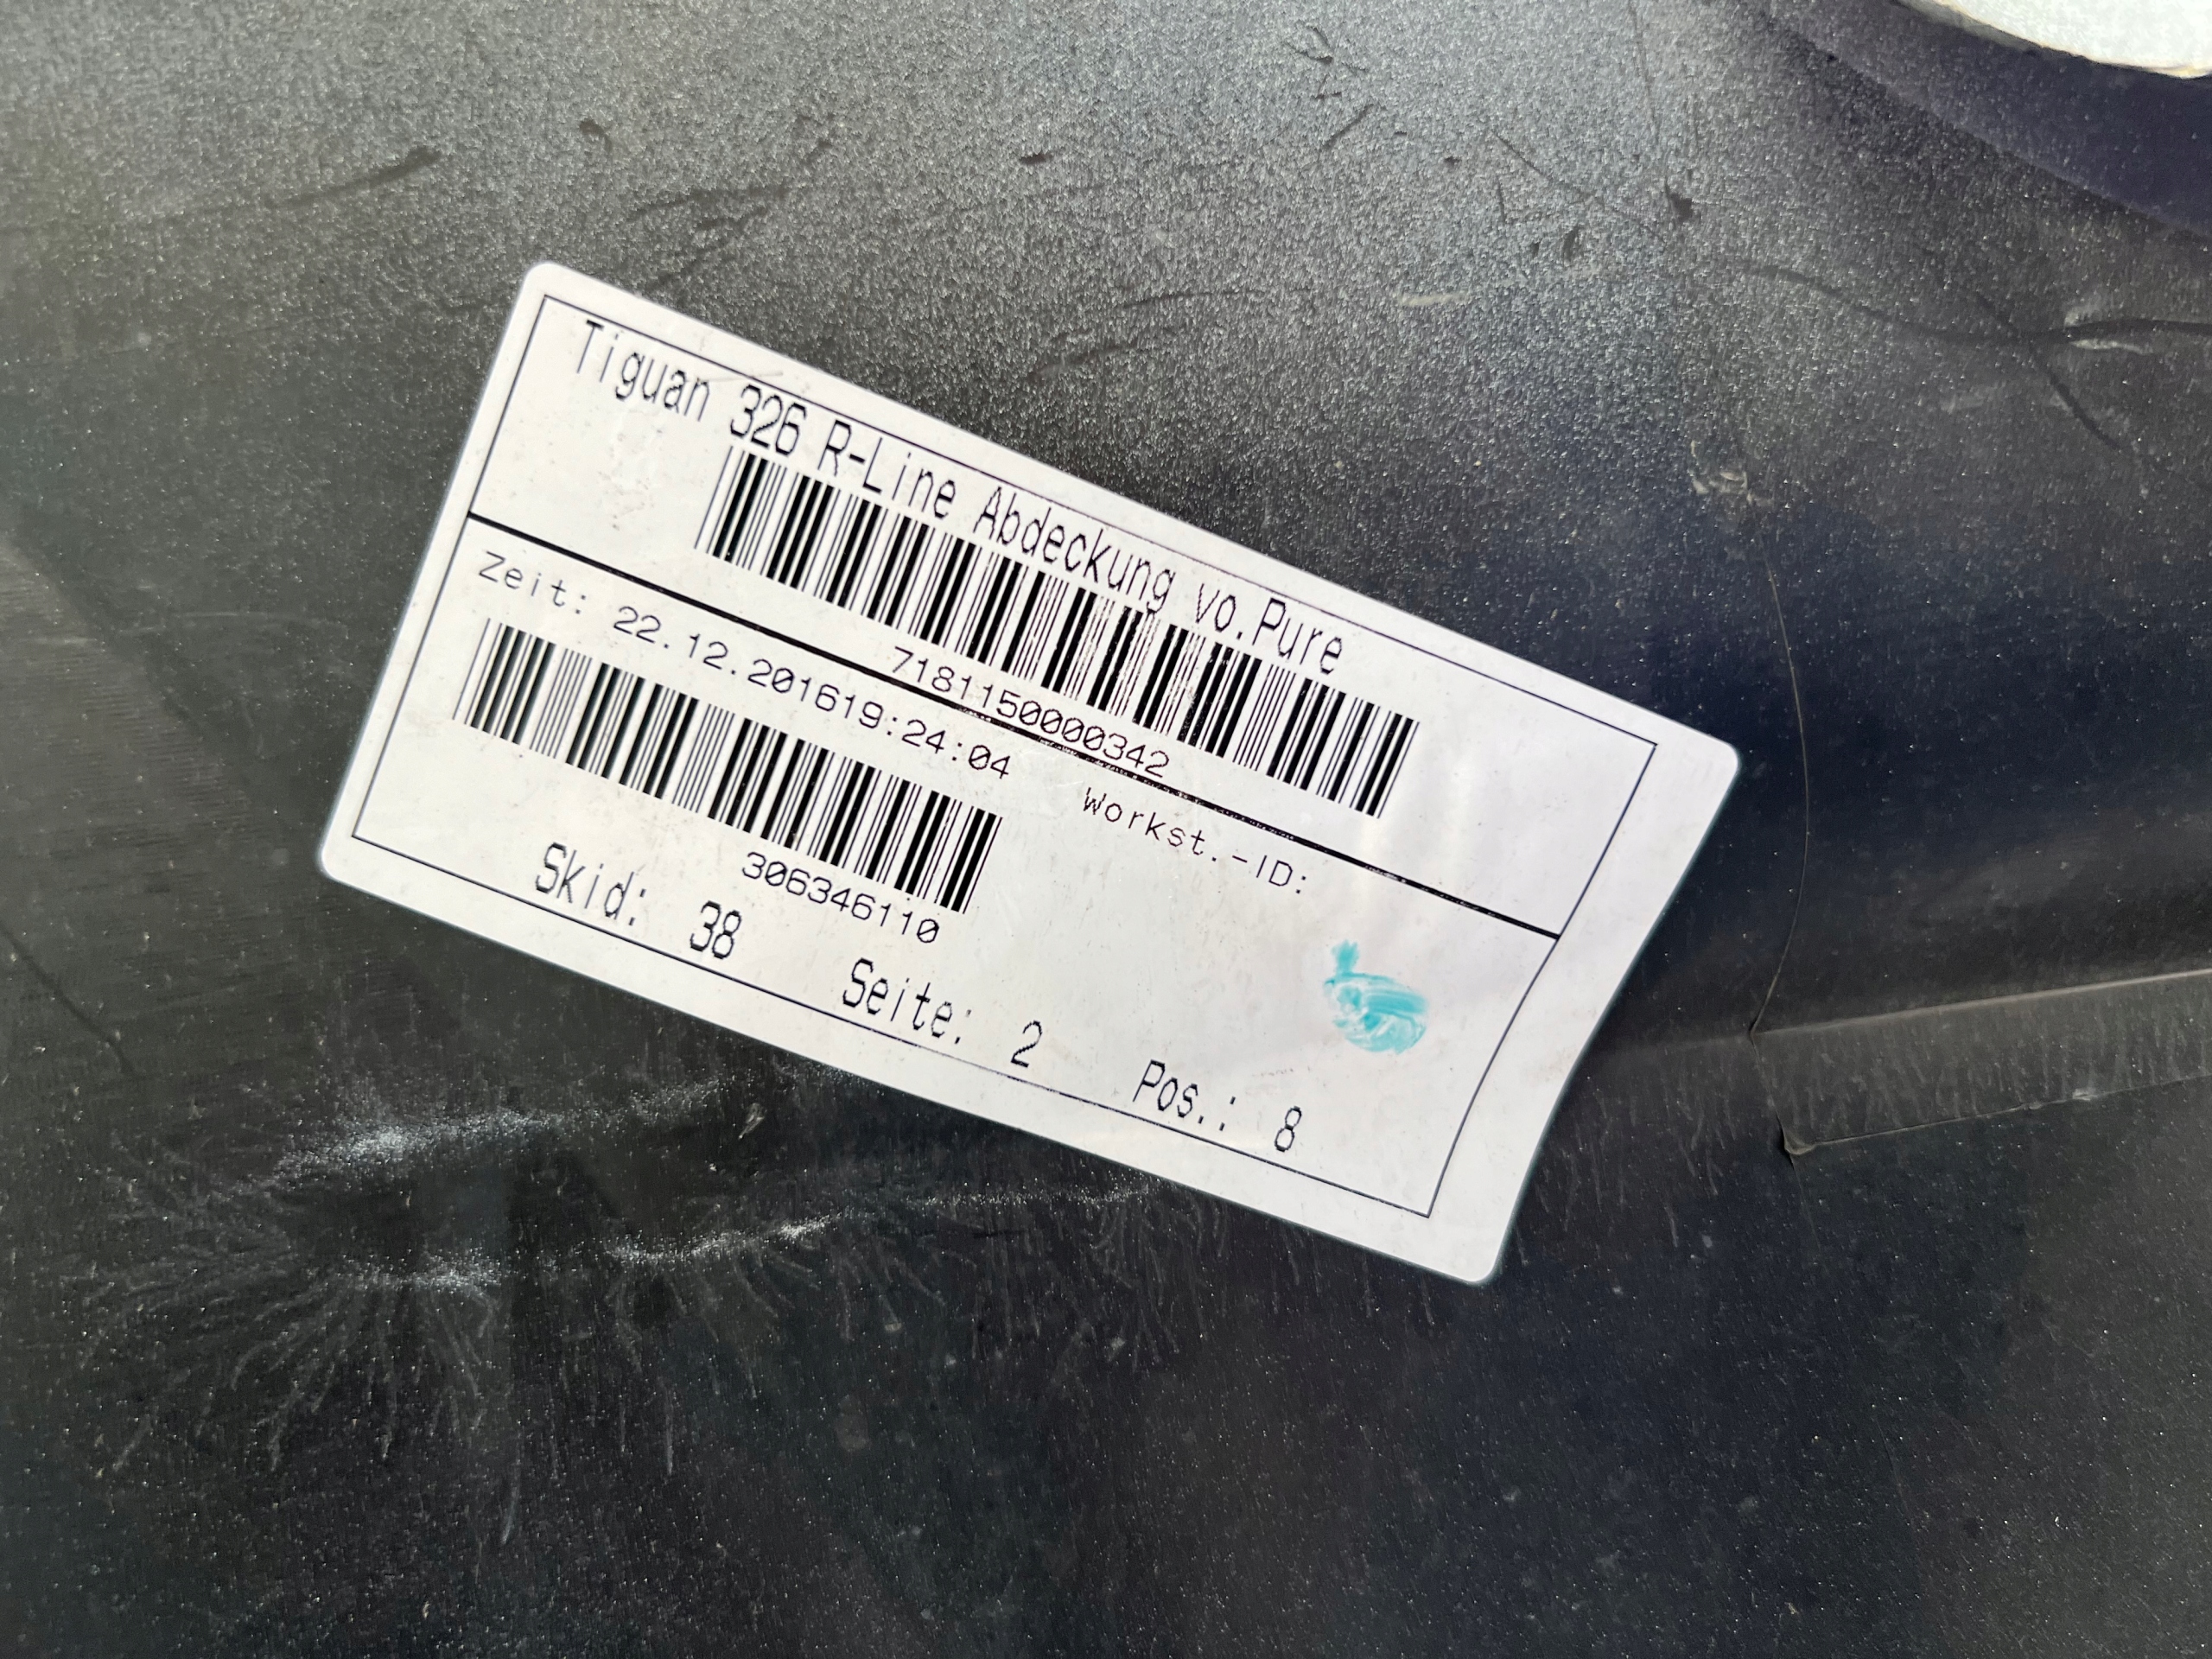 Tiguan 326 R-Line Abdeckung vo.Pure
7181150000342
Zeit: 22.12.201619:24:04 Workst.-ID:
306346110
Skid: 38 Seite: 2 Pos.: 8